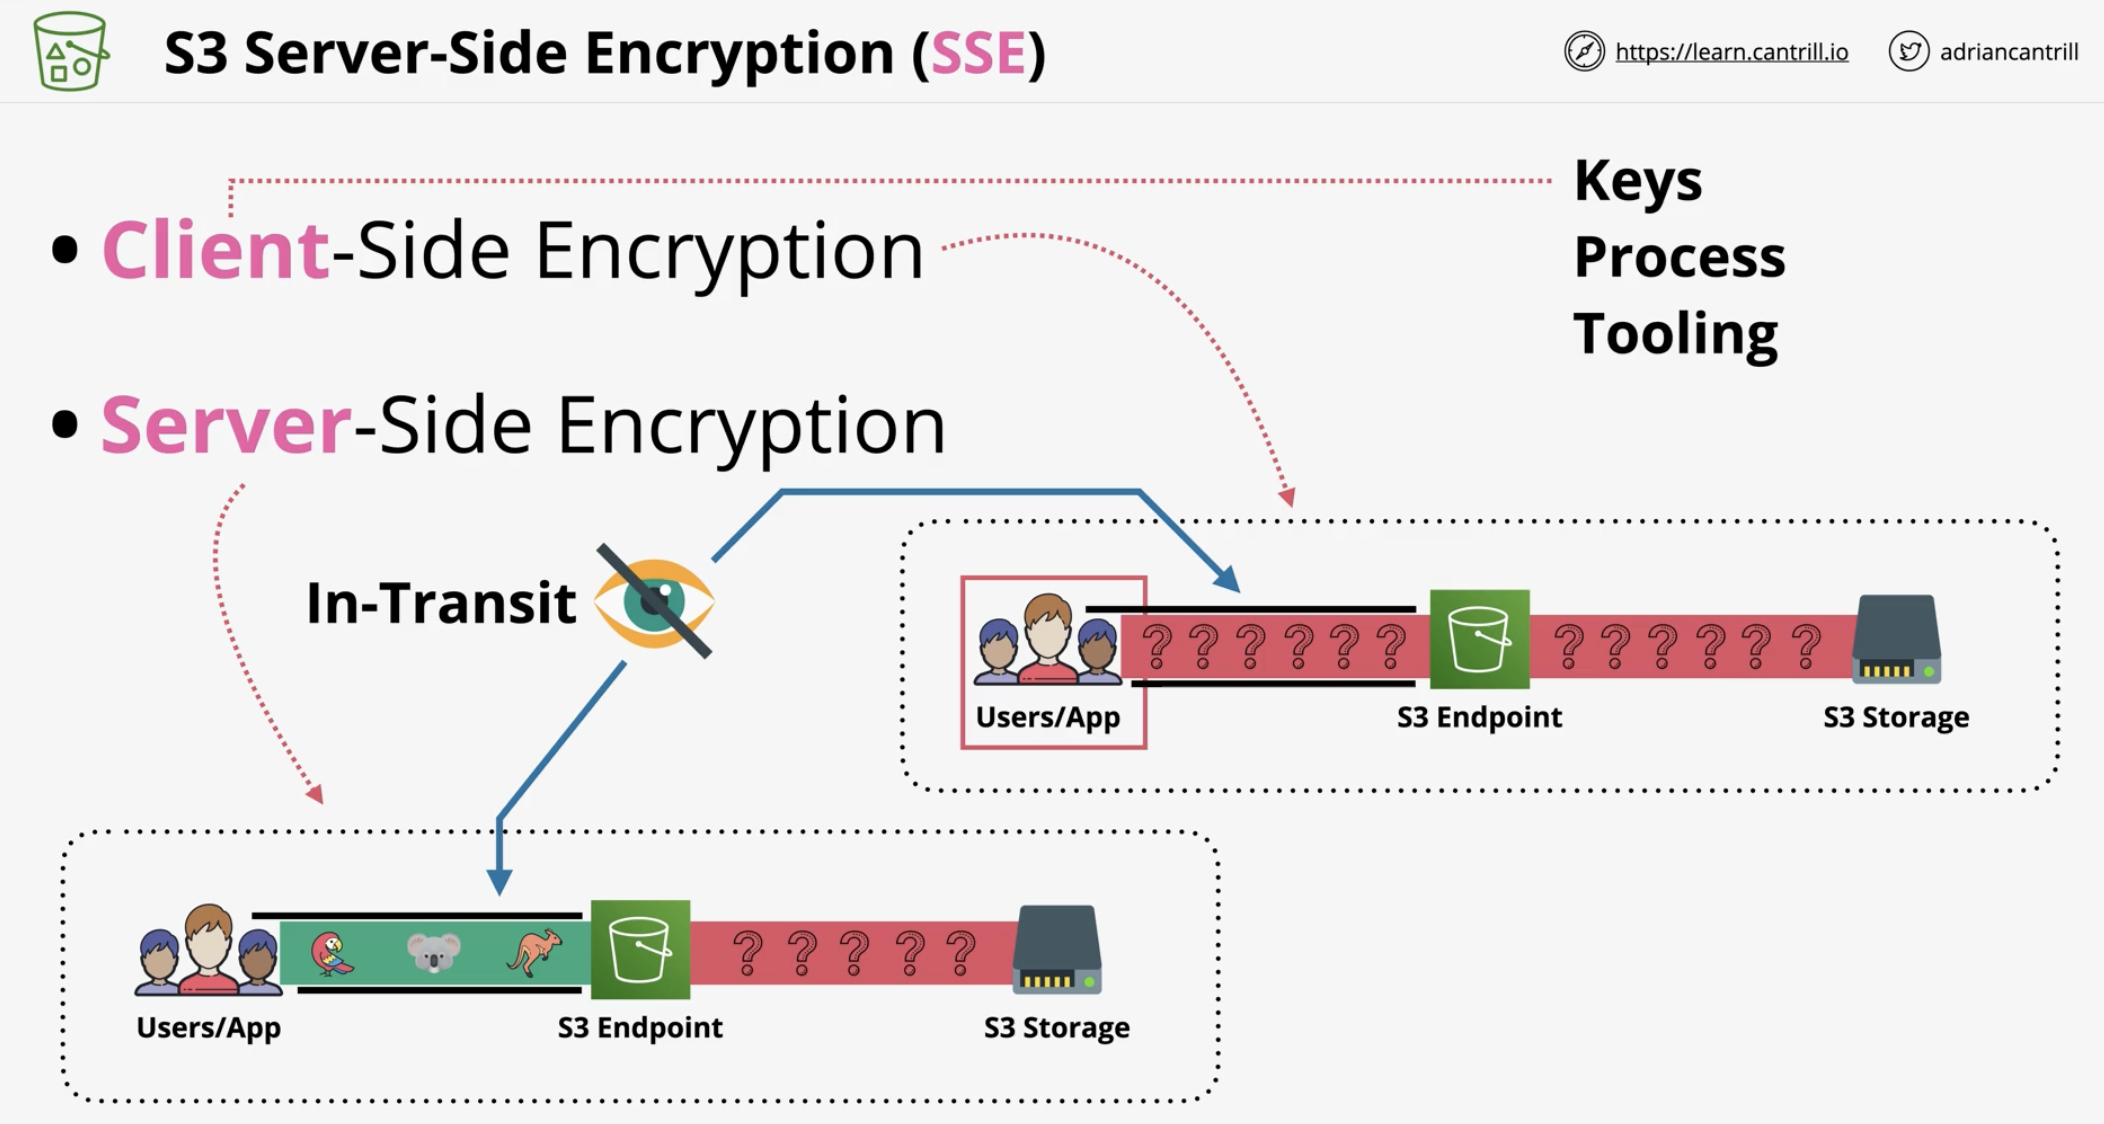 S3 Server-Side Encryption (SSE)
https://learn.cantrill.io
adriancantrill
Keys
Process
Tooling
• Client-Side Encryption
• Server-Side Encryption
In-Transit
? ? ? ? ? ?
? ? ? ? ? ?
Users/App
S3 Endpoint
S3 Storage
? ? ? ? ?
Users/App
S3 Endpoint
S3 Storage